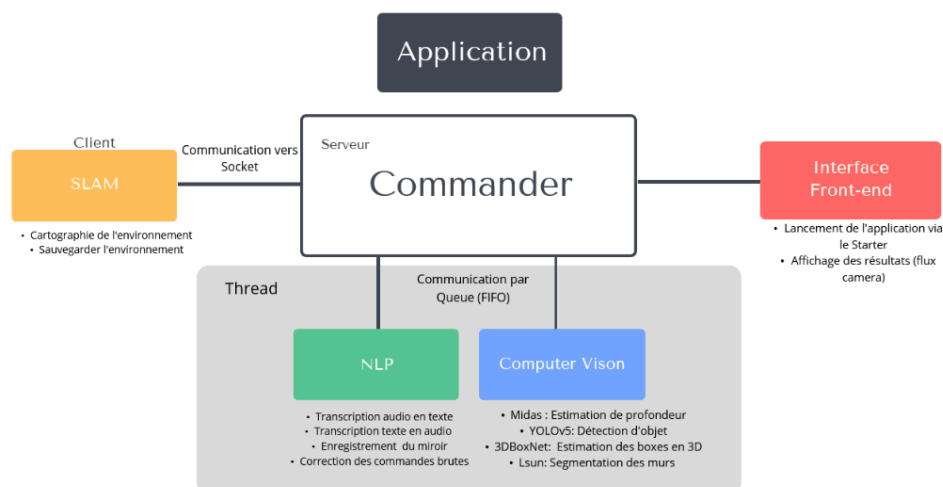 Application
Client
SLAM
• Cartographie de l'environnement
• Sauvegarder l'environnement
Communication vers
Socket
Serveur
Commander
Interface
Front-end
• Lancement de l'application via
le Starter
• Affichage des résultats (flux
camera)
Thread
Communication par
Queue (FIFO)
NLP
• Transcription audio en texte
• Transcription texte en audio
• Enregistrement du miroir
• Correction des commandes brutes
Computer Vison
• Midas : Estimation de profondeur
• YOLOv5: Détection d'objet
• 3DBoxNet: Estimation des boxes en 3D
• Lsun: Segmentation des murs